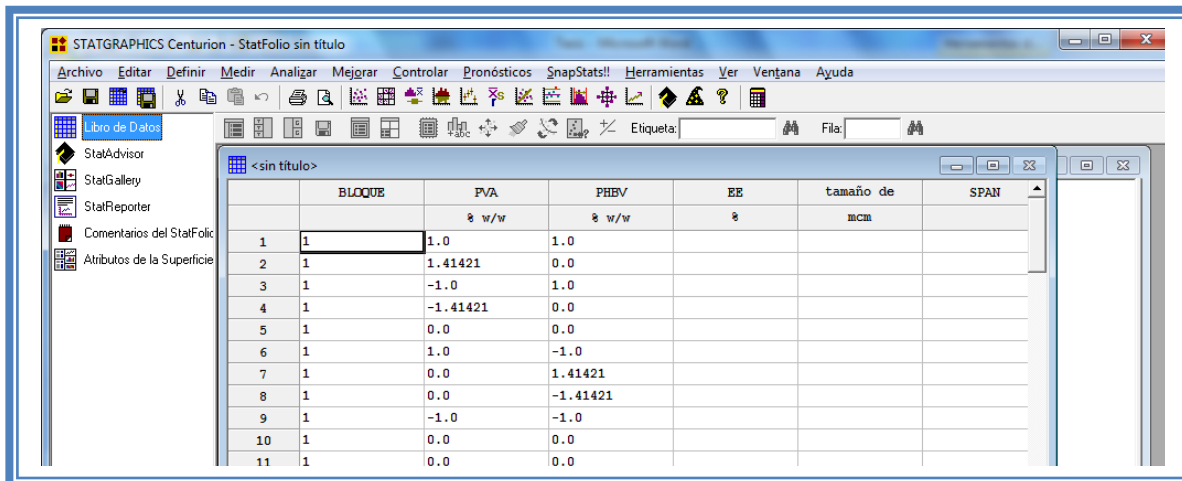 STATGRAPHICS Centurion - StatFolio sin título
Archivo Editar Definir Medir Analizar Mejorar Controlar Pronósticos SnapStats!! Herramientas Ver Ventana Ayuda
Libro de Datos Etiqueta: Fila:
StatAdvisor
StatGallery
StatReporter
Comentarios del StatFolio
Atributos de la Superficie
<sin título>
BLOQUE PVA PHBV EE tamaño de SPAN
% w/w % w/w % mcm
1 1 1.0 1.0
2 1 1.41421 0.0
3 1 -1.0 1.0
4 1 -1.41421 0.0
5 1 0.0 0.0
6 1 1.0 -1.0
7 1 0.0 1.41421
8 1 0.0 -1.41421
9 1 -1.0 -1.0
10 1 0.0 0.0
11 1 0.0 0.0